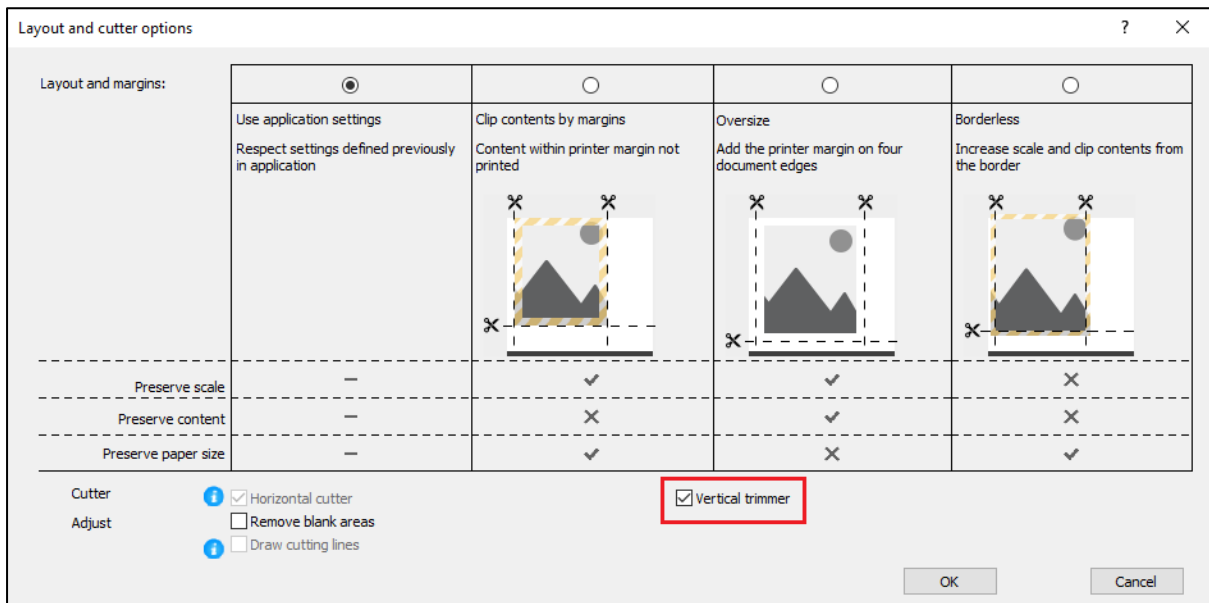 Layout and cutter options
Layout and margins:
Use application settings
Respect settings defined previously
in application
Clip contents by margins
Content within printer margin not
printed
Oversize
Add the printer margin on four
document edges
Borderless
Increase scale and clip contents from
the border
Preserve scale
Preserve content
Preserve paper size
Cutter
Horizontal cutter
Vertical trimmer
Adjust
Remove blank areas
Draw cutting lines
OK
Cancel